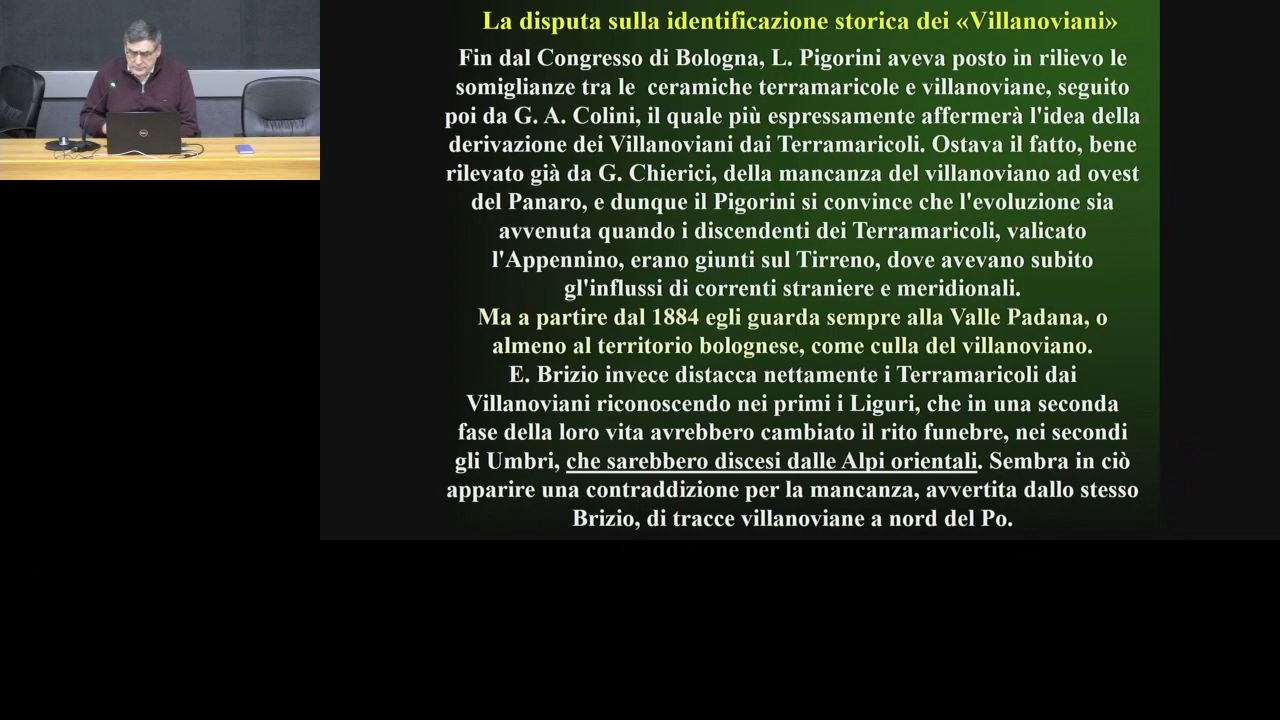 La disputa sulla identificazione storica dei «Villanoviani»
Fin dal Congresso di Bologna, L. Pigorini aveva posto in rilievo le
somiglianze tra le ceramiche terramaricole e villanoviane, seguito
poi da G. A. Colini, il quale più espressamente affermerà l'idea della
derivazione dei Villanoviani dai Terramaricoli. Ostava il fatto, bene
rilevato già da G. Chierici, della mancanza del villanoviano ad ovest
del Panaro, e dunque il Pigorini si convince che l'evoluzione sia
avvenuta quando i discendenti dei Terramaricoli, valicato
l'Appennino, erano giunti sul Tirreno, dove avevano subito
gl'influssi di correnti straniere e meridionali.
Ma a partire dal 1884 egli guarda sempre alla Valle Padana, o
almeno al territorio bolognese, come culla del villanoviano.
E. Brizio invece distacca nettamente i Terramaricoli dai
Villanoviani riconoscendo nei primi i Liguri, che in una seconda
fase della loro vita avrebbero cambiato il rito funebre, nei secondi
gli Umbri, che sarebbero discesi dalle Alpi orientali. Sembra in ciò
apparire una contraddizione per la mancanza, avvertita dallo stesso
Brizio, di tracce villanoviane a nord del Po.